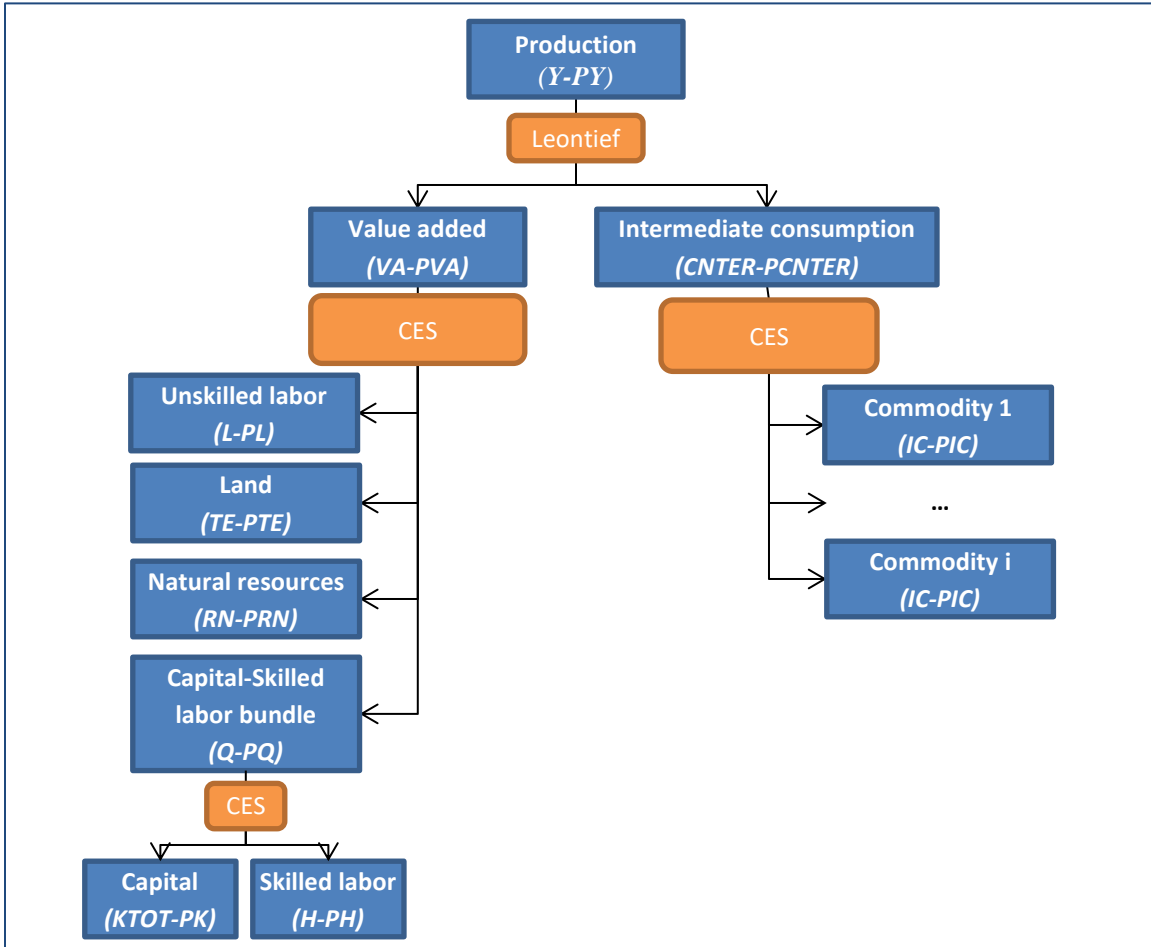 Production
(Y-PY)
Leontief
Value added
(VA-PVA)
Intermediate consumption
(CNTER-PCNTER)
CES
CES
Unskilled labor
(L-PL)
Commodity 1
(IC-PIC)
Land
(TE-PTE)
...
Natural resources
(RN-PRN)
Commodity i
(IC-PIC)
Capital-Skilled
labor bundle
(Q-PQ)
CES
Capital
(KTOT-PK)
Skilled labor
(H-PH)